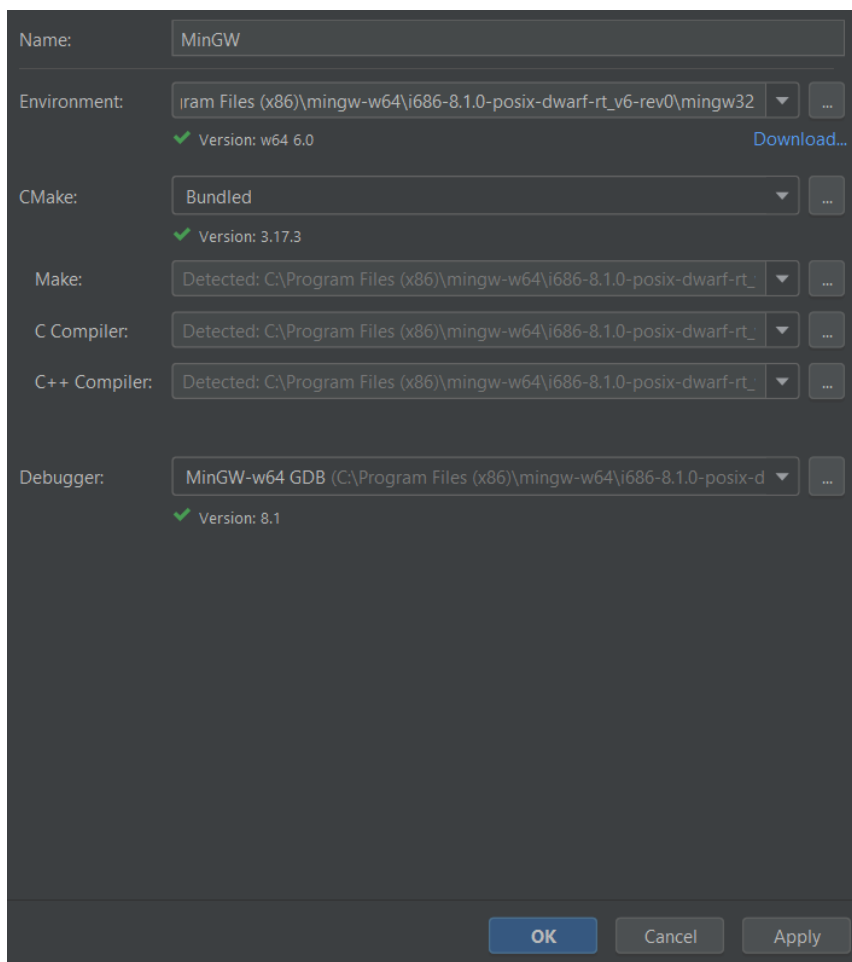 Name: MinGW
Environment: ram Files (x86)\mingw-w64\i686-8.1.0-posix-dwarf-rt_v6-rev0\mingw32 ...
Version: w64 6.0 Download...
CMake: Bundled ...
Version: 3.17.3
Make: Detected: C:\Program Files (x86)\mingw-w64\i686-8.1.0-posix-dwarf-rt_ ...
C Compiler: Detected: C:\Program Files (x86)\mingw-w64\i686-8.1.0-posix-dwarf-rt_ ...
C++ Compiler: Detected: C:\Program Files (x86)\mingw-w64\i686-8.1.0-posix-dwarf-rt_ ...
Debugger: MinGW-w64 GDB (C:\Program Files (x86)\mingw-w64\i686-8.1.0-posix-d ...
Version: 8.1
OK Cancel Apply